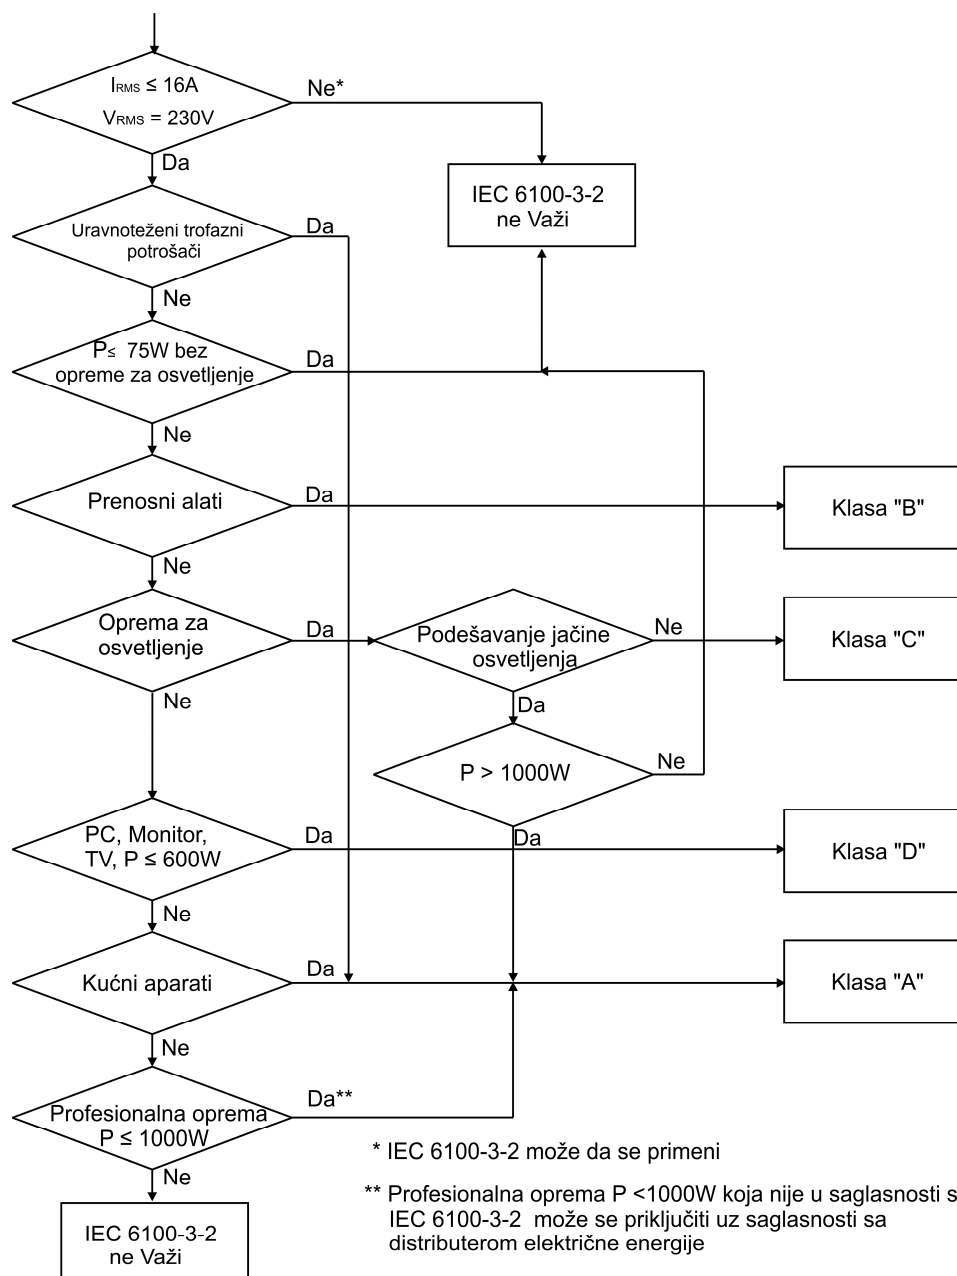 IRMS ≤ 16A
VRMS = 230V
Ne*
Da
IEC 6100-3-2
ne Važi
Uravnoteženi trofazni
potrošači
Da
Ne
P≤ 75W bez
opreme za osvetljenje
Da
Ne
Prenosni alati
Da
Klasa "B"
Ne
Oprema za
osvetljenje
Da
Podešavanje jačine
osvetljenja
Ne
Klasa "C"
Ne
Da
P > 1000W
Ne
Da
PC, Monitor,
TV, P ≤ 600W
Da
Klasa "D"
Ne
Kućni aparati
Da
Klasa "A"
Ne
Profesionalna oprema
P ≤ 1000W
Da**
Ne
IEC 6100-3-2
ne Važi
* IEC 6100-3-2 može da se primeni
** Profesionalna oprema P <1000W koja nije u saglasnosti s
IEC 6100-3-2 može se priključiti uz saglasnosti sa
distributerom električne energije